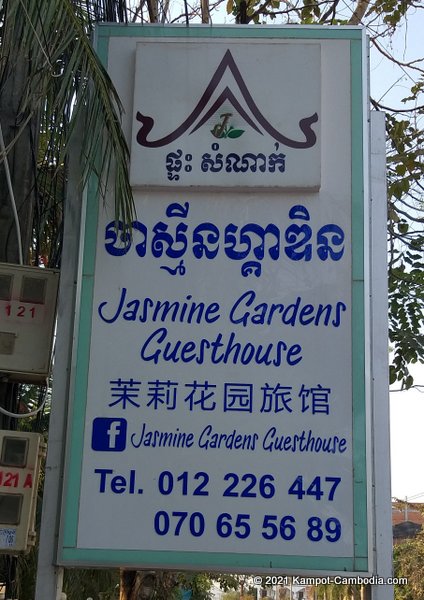 ផ្ទះ សំណាក់
ចាស្មីនហ្គាឌិន
Jasmine Gardens
Guesthouse
茉莉花园旅馆
f Jasmine Gardens Guesthouse
Tel. 012 226 447
070 65 56 89
121
121 A
© 2021 Kampot-Cambodia.com